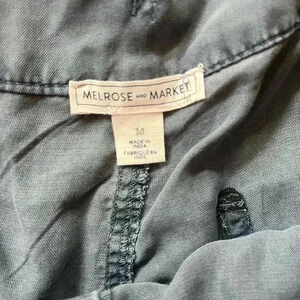 MELROSE AND MARKET
M
MADE IN
INDIA
FABRIQUÉ EN
INDE